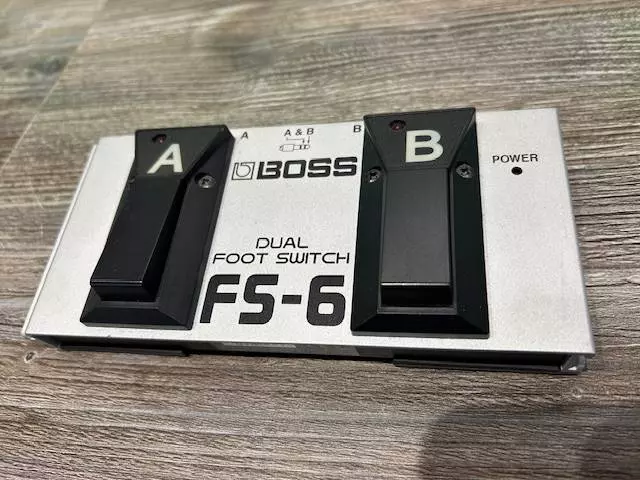 A
A&B
B
A
B
BOSS
POWER
DUAL
FOOT SWITCH
FS-6